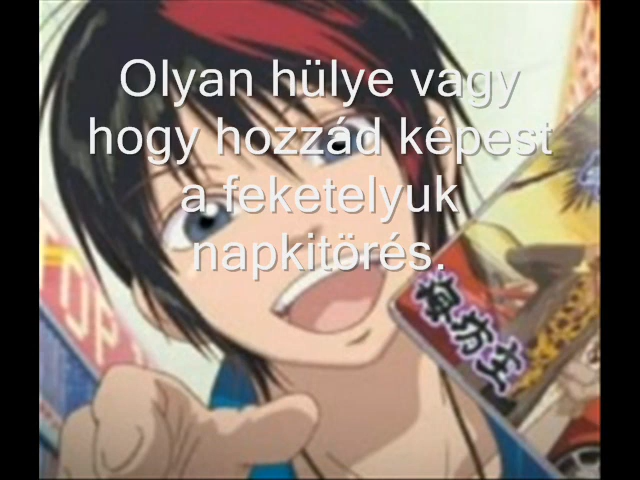 Olyan hülye vagy
hogy hozzád képest
a feketelyuk
napkitörés.